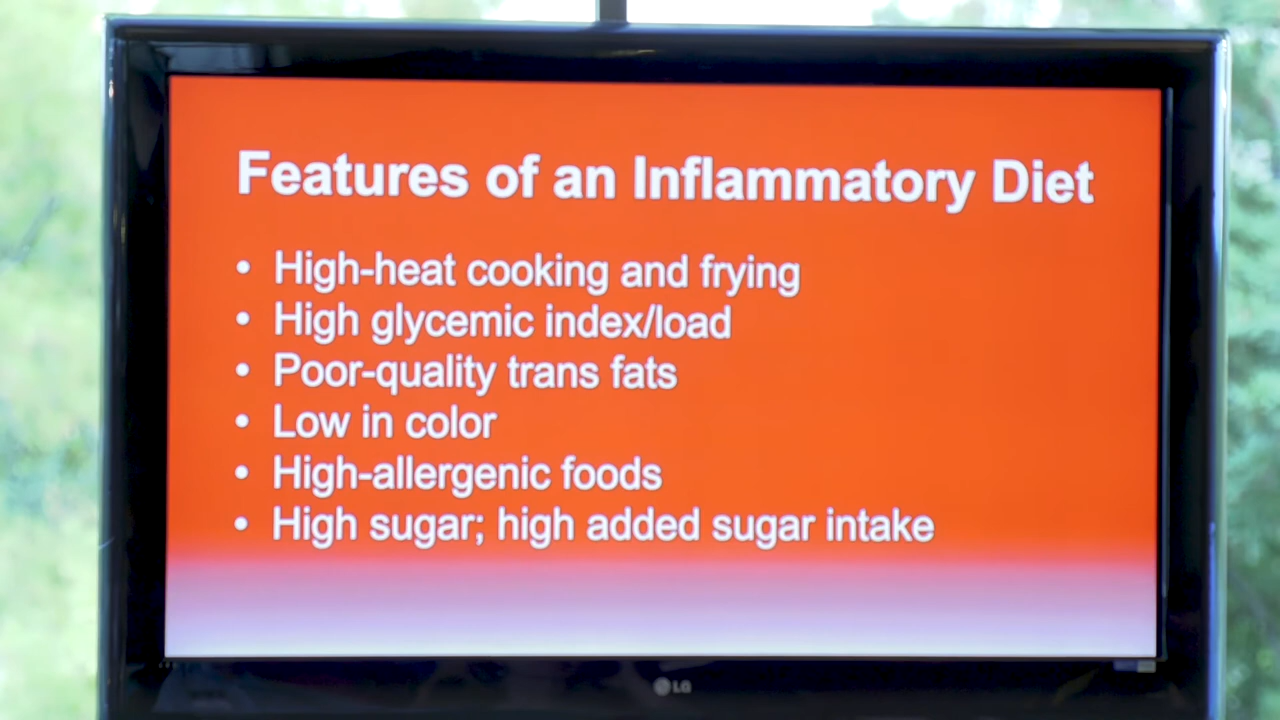 Features of an Inflammatory Diet
• High-heat cooking and frying
• High glycemic index/load
• Poor-quality trans fats
• Low in color
• High-allergenic foods
• High sugar; high added sugar intake
LG